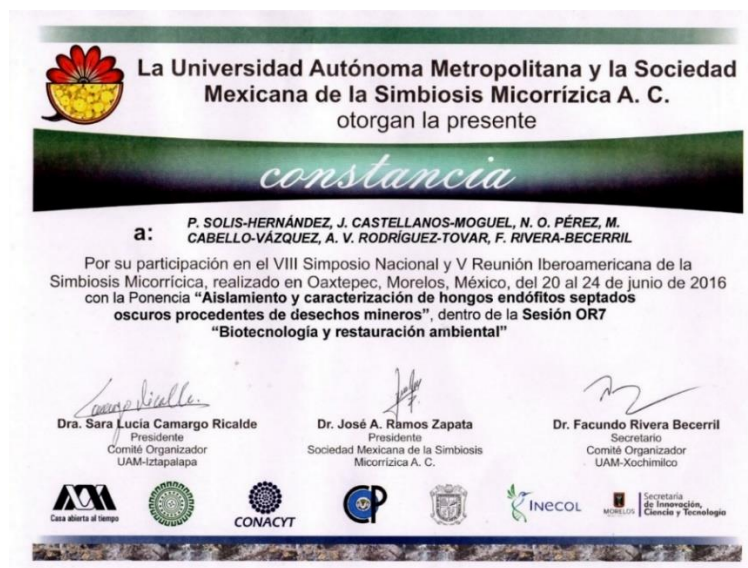 La Universidad Autónoma Metropolitana y la Sociedad
Mexicana de la Simbiosis Micorrízica A. C.
otorgan la presente
constancia
a:
P. SOLIS-HERNÁNDEZ, J. CASTELLANOS-MOGUEL, N. O. PÉREZ, M.
CABELLO-VÁZQUEZ, A. V. RODRÍGUEZ-TOVAR, F. RIVERA-BECERRIL
Por su participación en el VIII Simposio Nacional y V Reunión Iberoamericana de la
Simbiosis Micorrícica, realizado en Oaxtepec, Morelos, México, del 20 al 24 de junio de 2016
con la Ponencia “Aislamiento y caracterización de hongos endófitos septados
oscuros procedentes de desechos mineros”, dentro de la Sesión OR7
“Biotecnología y restauración ambiental”
Dra. Sara Lucía Camargo Ricalde
Presidente
Comité Organizador
UAM-Iztapalapa
Dr. José A. Ramos Zapata
Presidente
Sociedad Mexicana de la Simbiosis
Micorrízica A. C.
Dr. Facundo Rivera Becerril
Secretario
Comité Organizador
UAM-Xochimilco
Casa abierta al tiempo
CONACYT
CP
INECOL
MORELOS
Secretaría
de Innovación,
Ciencia y Tecnología